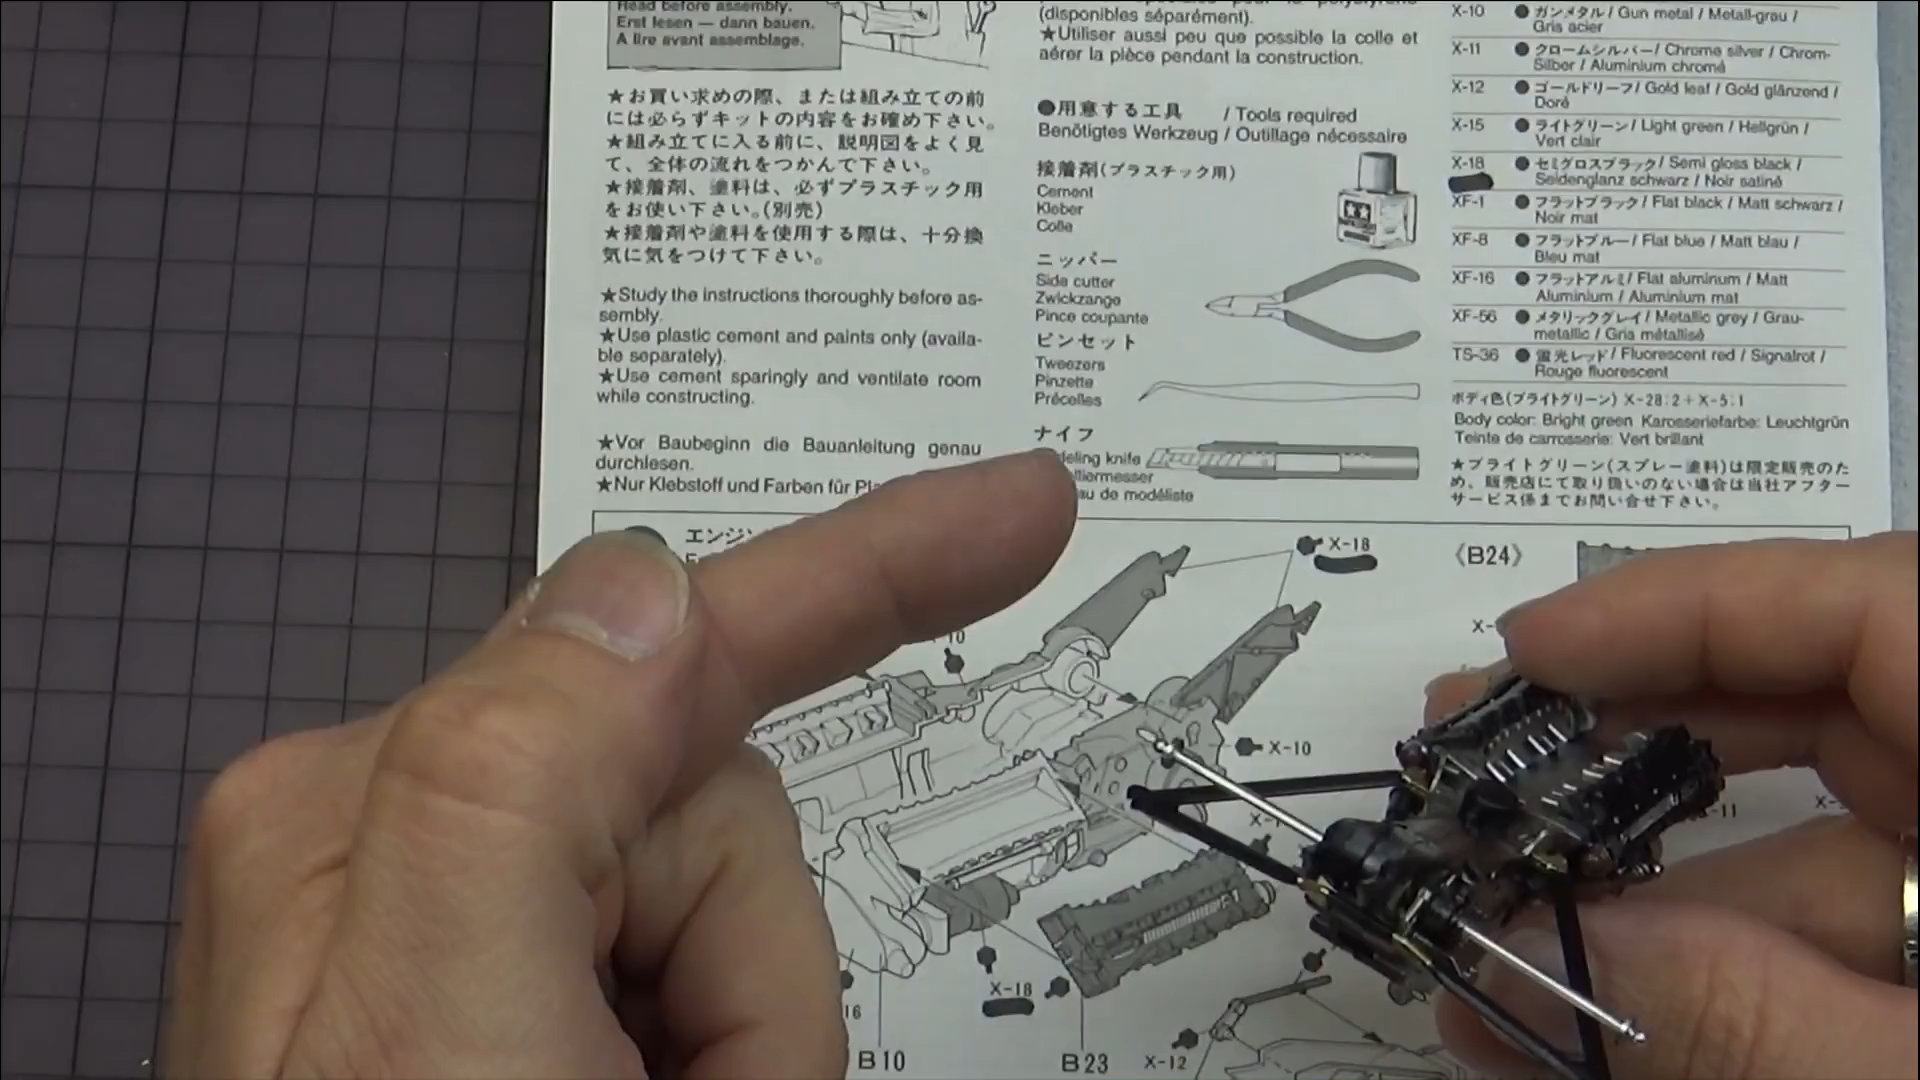 Read before assembly.
Erst lesen — dann bauen.
A lire avant assemblage.
★お買い求めの際、または組み立ての前
には必らずキットの内容をお確め下さい。
★組み立てに入る前に、説明図をよく見
て、全体の流れをつかんで下さい。
★接着剤、塗料は、必ずプラスチック用
をお使い下さい。(別売)
★接着剤や塗料を使用する際は、十分換
気に気をつけて下さい。
★Study the instructions thoroughly before as-
sembly.
★Use plastic cement and paints only (availa-
ble separately).
★Use cement sparingly and ventilate room
while constructing.
★Vor Baubeginn die Bauanleitung genau
durchlesen.
★Nur Klebstoff und Farben für
(disponibles séparément).
★Utiliser aussi peu que possible la colle et
aérer la pièce pendant la construction.
●用意する工具 / Tools required
Benötigtes Werkzeug / Outillage nécessaire
接着剤(プラスチック用)
Cement
Kleber
Colle
ニッパー
Side cutter
Zwickzange
Pince coupante
ピンセット
Tweezers
Pinzette
Précelles
ナイフ
knife
de modéliste
X-10 ●ガンメタル / Gun metal / Metall-grau /
Gris acier
X-11 ●クロームシルバー / Chrome silver / Chrom-
Silber / Aluminium chromé
X-12 ●ゴールドリーフ / Gold leaf / Gold glänzend /
Doré
X-15 ●ライトグリーン / Light green / Hellgrün /
Vert clair
X-18 ●セミグロスブラック / Semi gloss black /
Seidenglanz schwarz / Noir satiné
XF-1 ●フラットブラック / Flat black / Matt schwarz /
Noir mat
XF-8 ●フラットブルー / Flat blue / Matt blau /
Bleu mat
XF-16 ●フラットアルミ / Flat aluminum / Matt
Aluminium / Aluminium mat
XF-56 ●メタリックグレイ / Metallic grey / Grau-
metallic / Gris métallisé
TS-36 ●蛍光レッド / Fluorescent red / Signalrot /
Rouge fluorescent
ボディ色(ブライトグリーン) X-28:2+X-5:1
Body color: Bright green Karosseriefarbe: Leuchtgrün
Teinte de carrosserie: Vert brillant
★ブライトグリーン(スプレー塗料)は限定販売のた
め、販売店にて取り扱いのない場合は当社アフター
サービス係までお問い合せ下さい。
エンジン
X-18
《B24》
X-10
X-18
B10
B23
X-12